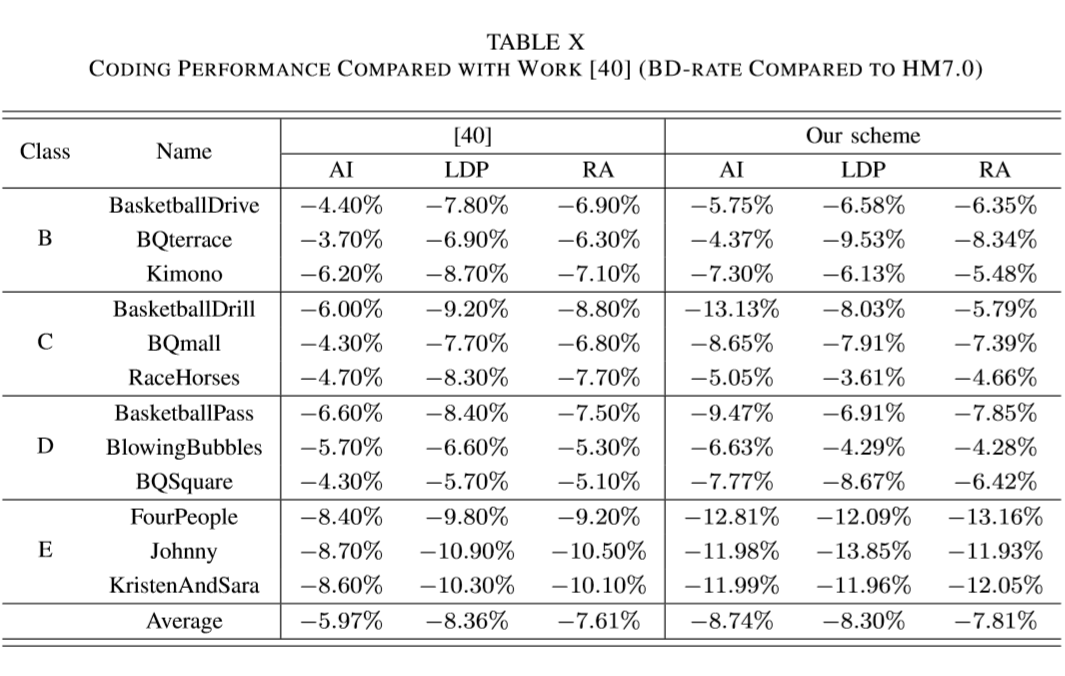 TABLE X
CODING PERFORMANCE COMPARED WITH WORK [40] (BD-RATE COMPARED TO HM7.0)
Class Name [40] Our scheme
AI LDP RA AI LDP RA
B
BasketballDrive −4.40% −7.80% −6.90% −5.75% −6.58% −6.35%
BQterrace −3.70% −6.90% −6.30% −4.37% −9.53% −8.34%
Kimono −6.20% −8.70% −7.10% −7.30% −6.13% −5.48%
C
BasketballDrill −6.00% −9.20% −8.80% −13.13% −8.03% −5.79%
BQmall −4.30% −7.70% −6.80% −8.65% −7.91% −7.39%
RaceHorses −4.70% −8.30% −7.70% −5.05% −3.61% −4.66%
D
BasketballPass −6.60% −8.40% −7.50% −9.47% −6.91% −7.85%
BlowingBubbles −5.70% −6.60% −5.30% −6.63% −4.29% −4.28%
BQSquare −4.30% −5.70% −5.10% −7.77% −8.67% −6.42%
E
FourPeople −8.40% −9.80% −9.20% −12.81% −12.09% −13.16%
Johnny −8.70% −10.90% −10.50% −11.98% −13.85% −11.93%
KristenAndSara −8.60% −10.30% −10.10% −11.99% −11.96% −12.05%
Average −5.97% −8.36% −7.61% −8.74% −8.30% −7.81%